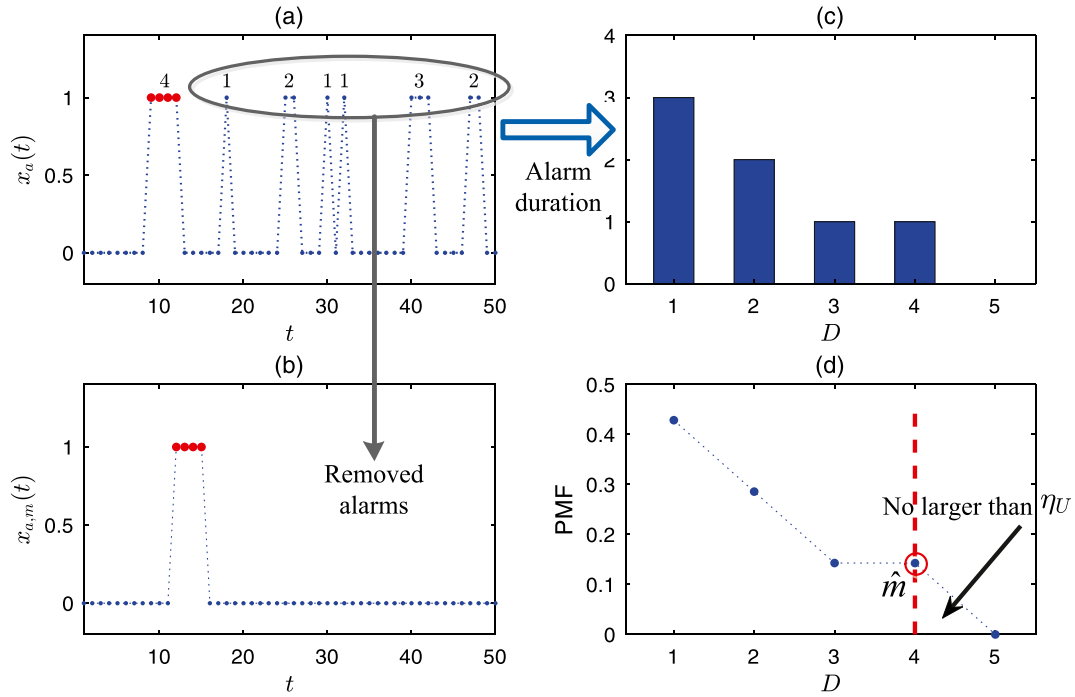 (a)
4 1 2 1 1 3 2
1
0.5
0
x_a(t)
10 20 30 40 50
t
Alarm
duration
(c)
4
3
2
1
0
1 2 3 4 5
D
(b)
1
0.5
0
x_{a,m}(t)
Removed
alarms
10 20 30 40 50
t
(d)
0.5
0.4
0.3
0.2
0.1
0
PMF
No larger than η_U
m̂
1 2 3 4 5
D